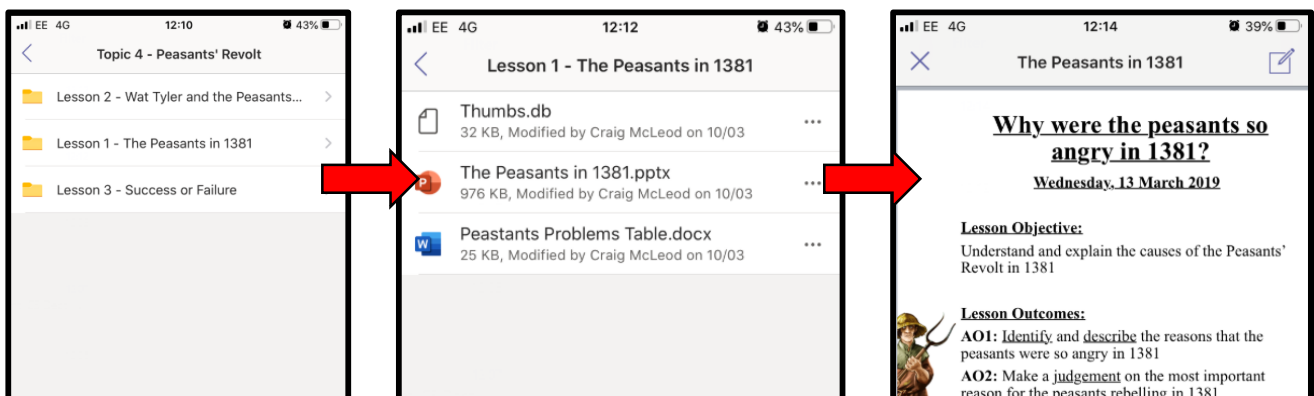 EE 4G 12:10 43%
Topic 4 - Peasants' Revolt
Lesson 2 - Wat Tyler and the Peasants...
Lesson 1 - The Peasants in 1381
Lesson 3 - Success or Failure
EE 4G 12:12 43%
Lesson 1 - The Peasants in 1381
Thumbs.db
32 KB, Modified by Craig McLeod on 10/03
P
The Peasants in 1381.pptx
976 KB, Modified by Craig McLeod on 10/03
W
Peastants Problems Table.docx
25 KB, Modified by Craig McLeod on 10/03
EE 4G 12:14 39%
The Peasants in 1381
Why were the peasants so
angry in 1381?
Wednesday, 13 March 2019
Lesson Objective:
Understand and explain the causes of the Peasants’
Revolt in 1381
Lesson Outcomes:
AO1: Identify and describe the reasons that the
peasants were so angry in 1381
AO2: Make a judgement on the most important
reason for the peasants rebelling in 1381